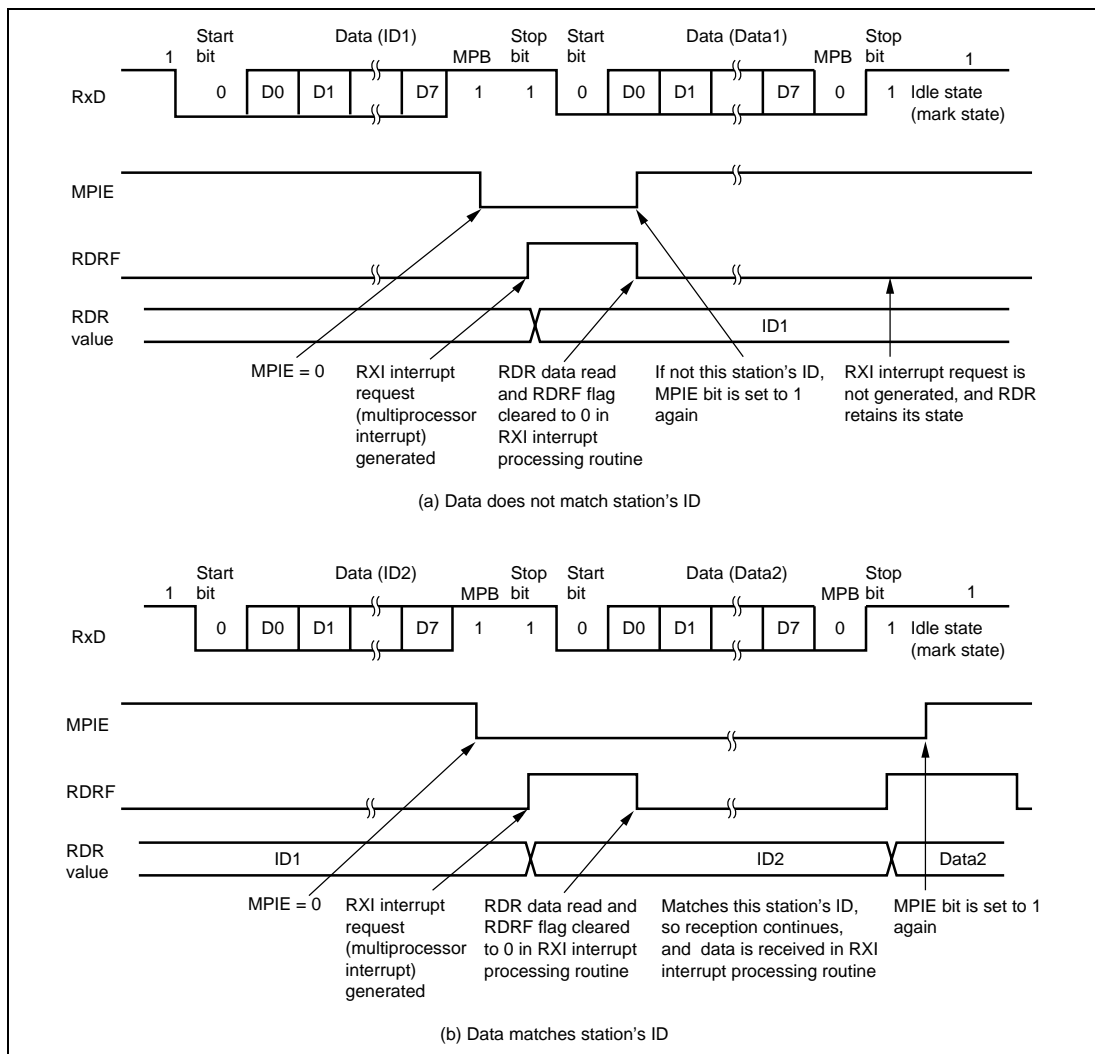 Start bit Data (ID1) MPB Stop bit Start bit Data (Data1) MPB Stop bit
1 1
RxD 0 D0 D1 D7 1 1 0 D0 D1 D7 0 1 Idle state (mark state)
MPIE
RDRF
RDR value ID1
MPIE = 0
RXI interrupt
request
(multiprocessor
interrupt)
generated
RDR data read
and RDRF flag
cleared to 0 in
RXI interrupt
processing routine
If not this station's ID,
MPIE bit is set to 1
again
RXI interrupt request is
not generated, and RDR
retains its state
(a) Data does not match station's ID
Start bit Data (ID2) MPB Stop bit Start bit Data (Data2) MPB Stop bit
1 1
RxD 0 D0 D1 D7 1 1 0 D0 D1 D7 0 1 Idle state (mark state)
MPIE
RDRF
RDR value ID1 ID2 Data2
MPIE = 0
RXI interrupt
request
(multiprocessor
interrupt)
generated
RDR data read and
RDRF flag cleared
to 0 in RXI interrupt
processing routine
Matches this station's ID,
so reception continues,
and data is received in RXI
interrupt processing routine
MPIE bit is set to 1
again
(b) Data matches station's ID